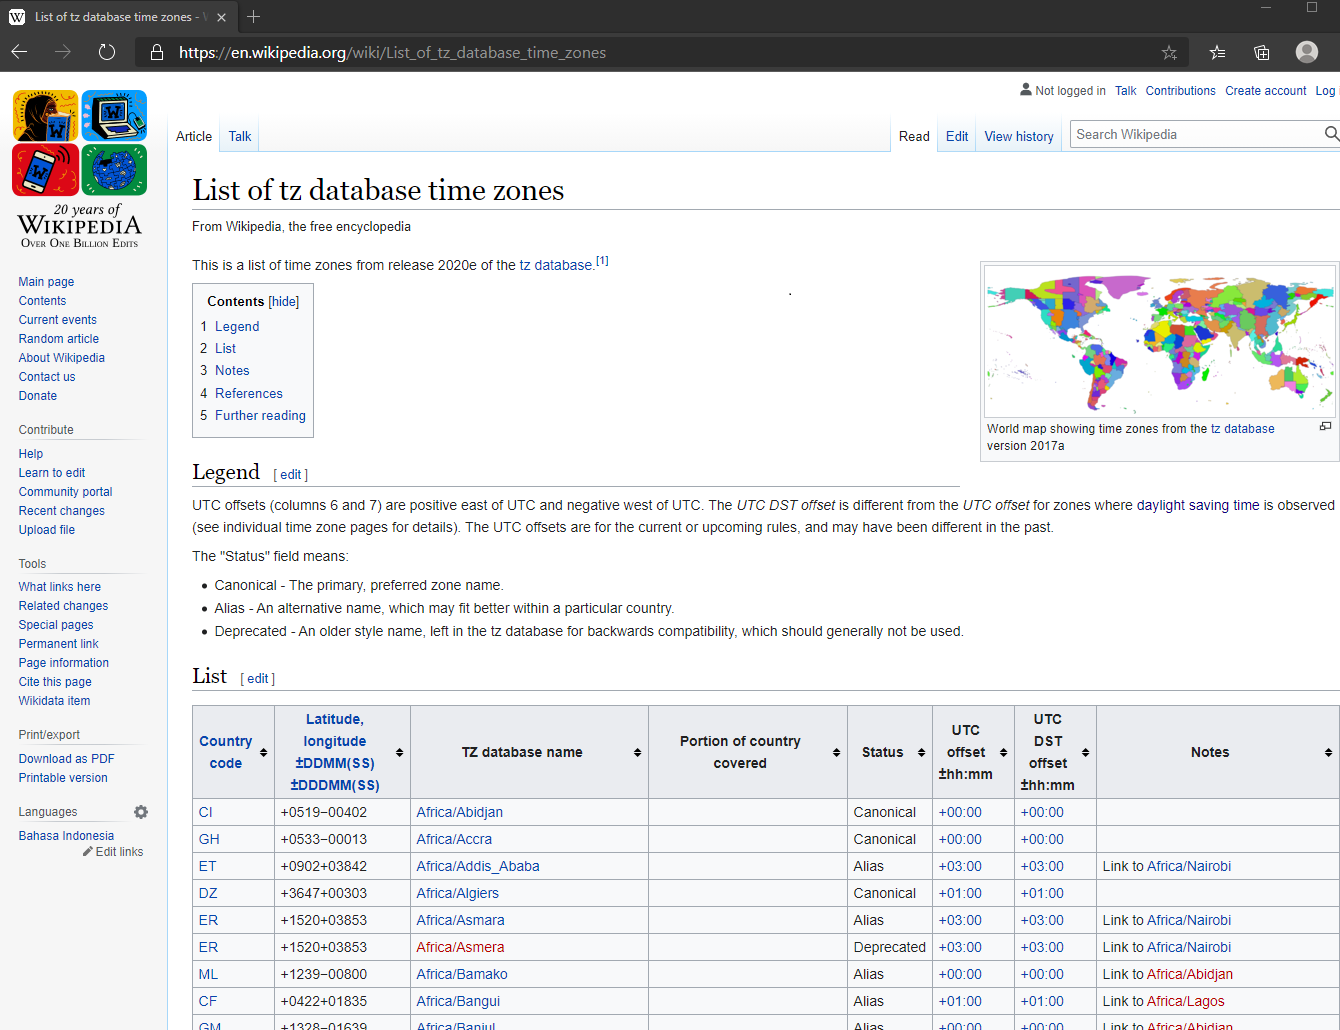 List of tz database time zones -
https://en.wikipedia.org/wiki/List_of_tz_database_time_zones
Not logged in Talk Contributions Create account Log
Article Talk Read Edit View history Search Wikipedia
20 years of
WIKIPEDIA
OVER ONE BILLION EDITS
Main page
Contents
Current events
Random article
About Wikipedia
Contact us
Donate
Contribute
Help
Learn to edit
Community portal
Recent changes
Upload file
Tools
What links here
Related changes
Special pages
Permanent link
Page information
Cite this page
Wikidata item
Print/export
Download as PDF
Printable version
Languages
Bahasa Indonesia
Edit links
List of tz database time zones
From Wikipedia, the free encyclopedia
This is a list of time zones from release 2020e of the tz database.[1]
Contents [hide]
1 Legend
2 List
3 Notes
4 References
5 Further reading
World map showing time zones from the tz database
version 2017a
Legend [ edit ]
UTC offsets (columns 6 and 7) are positive east of UTC and negative west of UTC. The UTC DST offset is different from the UTC offset for zones where daylight saving time is observed
(see individual time zone pages for details). The UTC offsets are for the current or upcoming rules, and may have been different in the past.
The "Status" field means:
• Canonical - The primary, preferred zone name.
• Alias - An alternative name, which may fit better within a particular country.
• Deprecated - An older style name, left in the tz database for backwards compatibility, which should generally not be used.
List [ edit ]
Country
code
Latitude,
longitude
±DDMM(SS)
±DDDMM(SS)
TZ database name
Portion of country
covered
Status
UTC
offset
±hh:mm
UTC
DST
offset
±hh:mm
Notes
CI +0519−00402 Africa/Abidjan Canonical +00:00 +00:00
GH +0533−00013 Africa/Accra Canonical +00:00 +00:00
ET +0902+03842 Africa/Addis_Ababa Alias +03:00 +03:00 Link to Africa/Nairobi
DZ +3647+00303 Africa/Algiers Canonical +01:00 +01:00
ER +1520+03853 Africa/Asmara Alias +03:00 +03:00 Link to Africa/Nairobi
ER +1520+03853 Africa/Asmera Deprecated +03:00 +03:00 Link to Africa/Nairobi
ML +1239−00800 Africa/Bamako Alias +00:00 +00:00 Link to Africa/Abidjan
CF +0422+01835 Africa/Bangui Alias +01:00 +01:00 Link to Africa/Lagos
GM +1328−01639 Africa/Banjul Alias +00:00 +00:00 Link to Africa/Abidjan